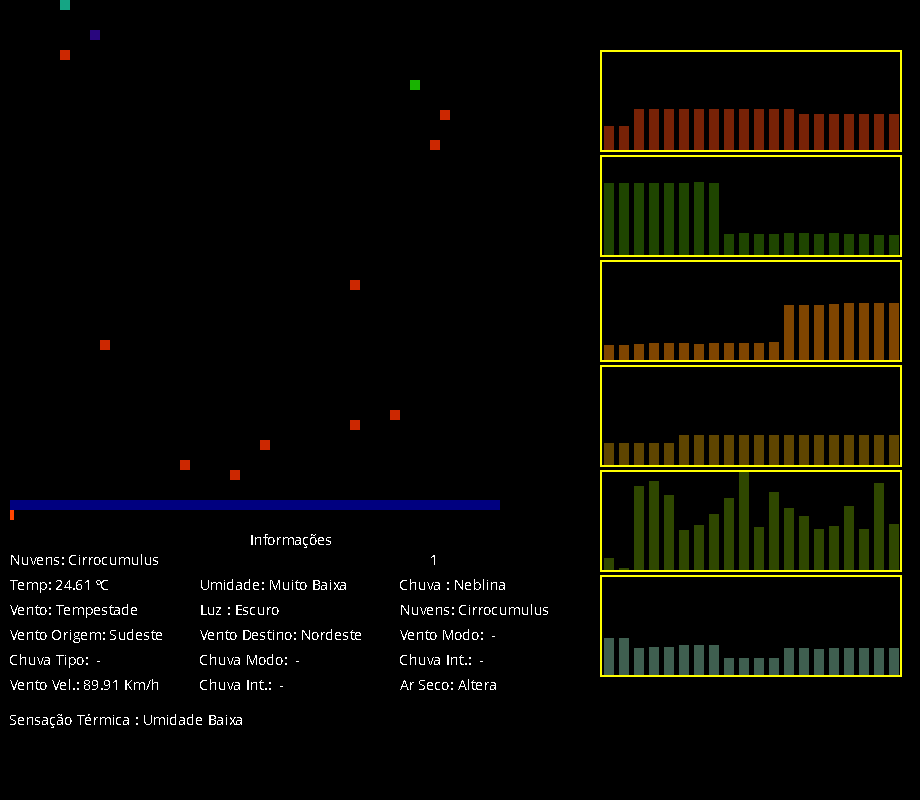 Informações
Nuvens: Cirrocumulus 1
Temp: 24.61 ºC Umidade: Muito Baixa Chuva : Neblina
Vento: Tempestade Luz : Escuro Nuvens: Cirrocumulus
Vento Origem: Sudeste Vento Destino: Nordeste Vento Modo: -
Chuva Tipo: - Chuva Modo: - Chuva Int.: -
Vento Vel.: 89.91 Km/h Chuva Int.: - Ar Seco: Altera
Sensação Térmica : Umidade Baixa